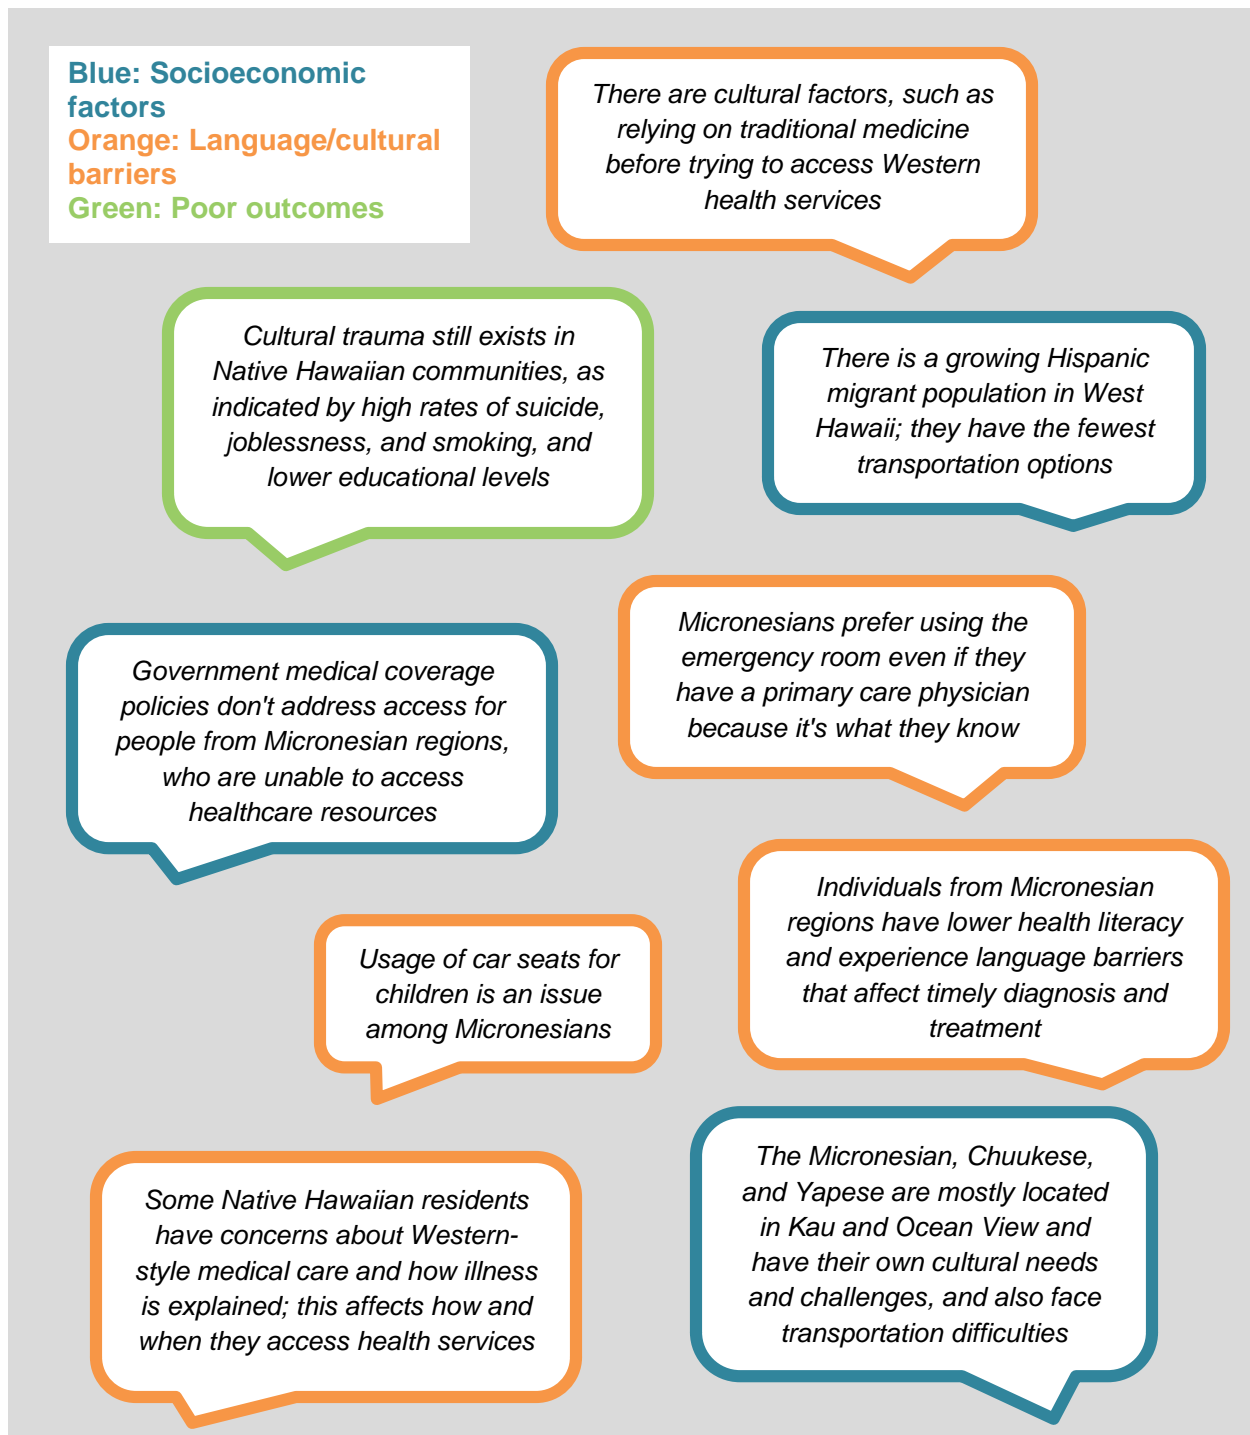 Blue: Socioeconomic
factors
Orange: Language/cultural
barriers
Green: Poor outcomes
There are cultural factors, such as
relying on traditional medicine
before trying to access Western
health services
Cultural trauma still exists in
Native Hawaiian communities, as
indicated by high rates of suicide,
joblessness, and smoking, and
lower educational levels
There is a growing Hispanic
migrant population in West
Hawaii; they have the fewest
transportation options
Micronesians prefer using the
emergency room even if they
have a primary care physician
because it's what they know
Government medical coverage
policies don't address access for
people from Micronesian regions,
who are unable to access
healthcare resources
Individuals from Micronesian
regions have lower health literacy
and experience language barriers
that affect timely diagnosis and
treatment
Usage of car seats for
children is an issue
among Micronesians
The Micronesian, Chuukese,
and Yapese are mostly located
in Kau and Ocean View and
have their own cultural needs
and challenges, and also face
transportation difficulties
Some Native Hawaiian residents
have concerns about Western-
style medical care and how illness
is explained; this affects how and
when they access health services